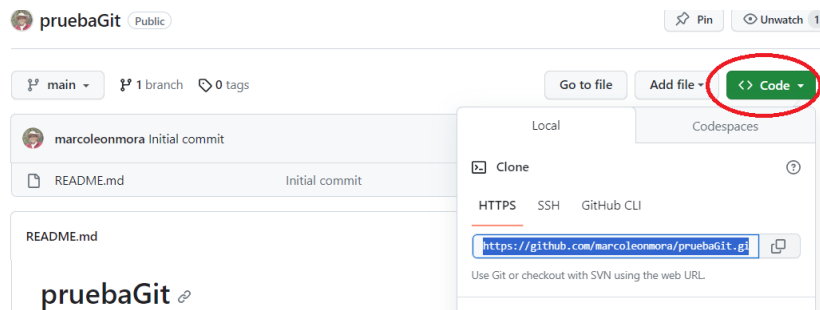 pruebaGit Public
Pin
Unwatch 1
main
1 branch
0 tags
Go to file
Add file
<> Code
marcoleonmora Initial commit
README.md Initial commit
README.md
pruebaGit
Local
Codespaces
Clone
HTTPS SSH GitHub CLI
https://github.com/marcoleonmora/pruebaGit.gi
Use Git or checkout with SVN using the web URL.